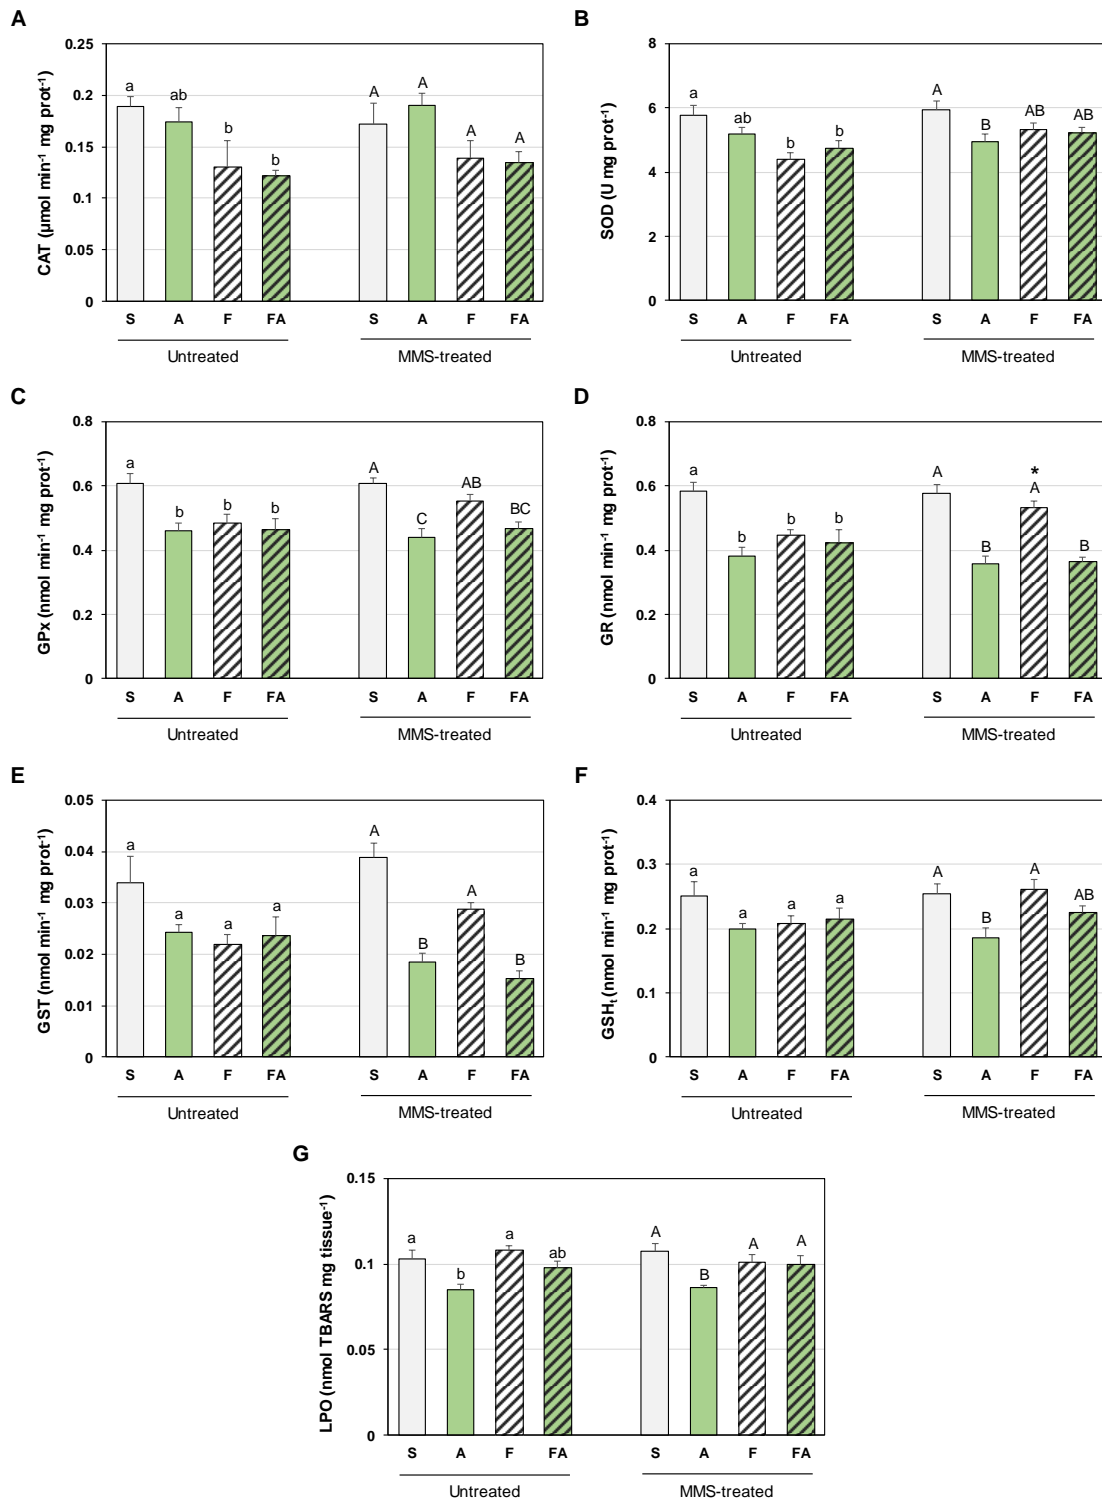 A
CAT (µmol min⁻¹ mg prot⁻¹)
0.25
0.2
0.15
0.1
0.05
0
a
ab
b
b
A
A
A
A
S A F FA S A F FA
Untreated MMS-treated
B
SOD (U mg prot⁻¹)
8
6
4
2
0
a
ab
b
b
A
B
AB
AB
S A F FA S A F FA
Untreated MMS-treated
C
GPx (nmol min⁻¹ mg prot⁻¹)
0.8
0.6
0.4
0.2
0
a
b
b
b
A
C
AB
BC
S A F FA S A F FA
Untreated MMS-treated
D
GR (nmol min⁻¹ mg prot⁻¹)
0.8
0.6
0.4
0.2
0
a
b
b
b
A
B
*
A
B
S A F FA S A F FA
Untreated MMS-treated
E
GST (nmol min⁻¹ mg prot⁻¹)
0.05
0.04
0.03
0.02
0.01
0
a
a
a
a
A
B
A
B
S A F FA S A F FA
Untreated MMS-treated
F
GSHₜ (nmol min⁻¹ mg prot⁻¹)
0.4
0.3
0.2
0.1
0
a
a
a
a
A
B
A
AB
S A F FA S A F FA
Untreated MMS-treated
G
LPO (nmol TBARS mg tissue⁻¹)
0.15
0.1
0.05
0
a
b
a
ab
A
B
A
A
S A F FA S A F FA
Untreated MMS-treated